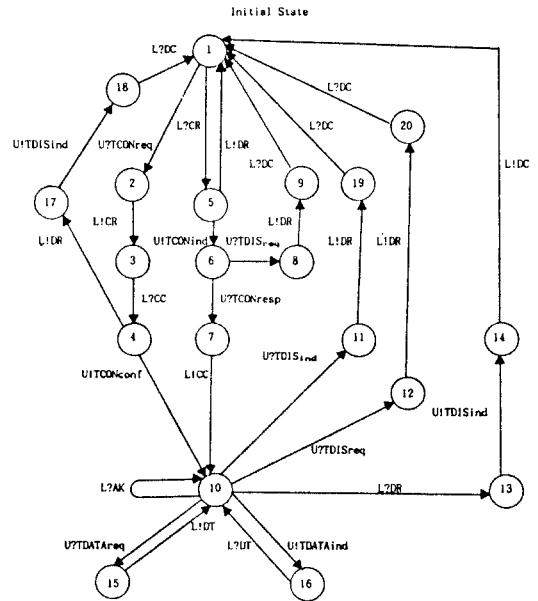 Initial State
1
L?DC
18
L?DC
20
L?CR
L!DR
L?DC
L?DC
U?TCONreq
U!TDISind
L!DC
2
9
19
17
5
L!CR
L!DR
U!TCONind
U?TDISreq
L!DR
L!DR
L!DR
3
6
8
L?CC
U?TCONresp
4
7
11
14
U!TCONconf
L!CC
U?TDISind
12
U!TDISind
U?TDISreq
L?AK
10
L?DR
13
U?TDATAreq
L!DT
L?DT
U!TDATAind
15
16